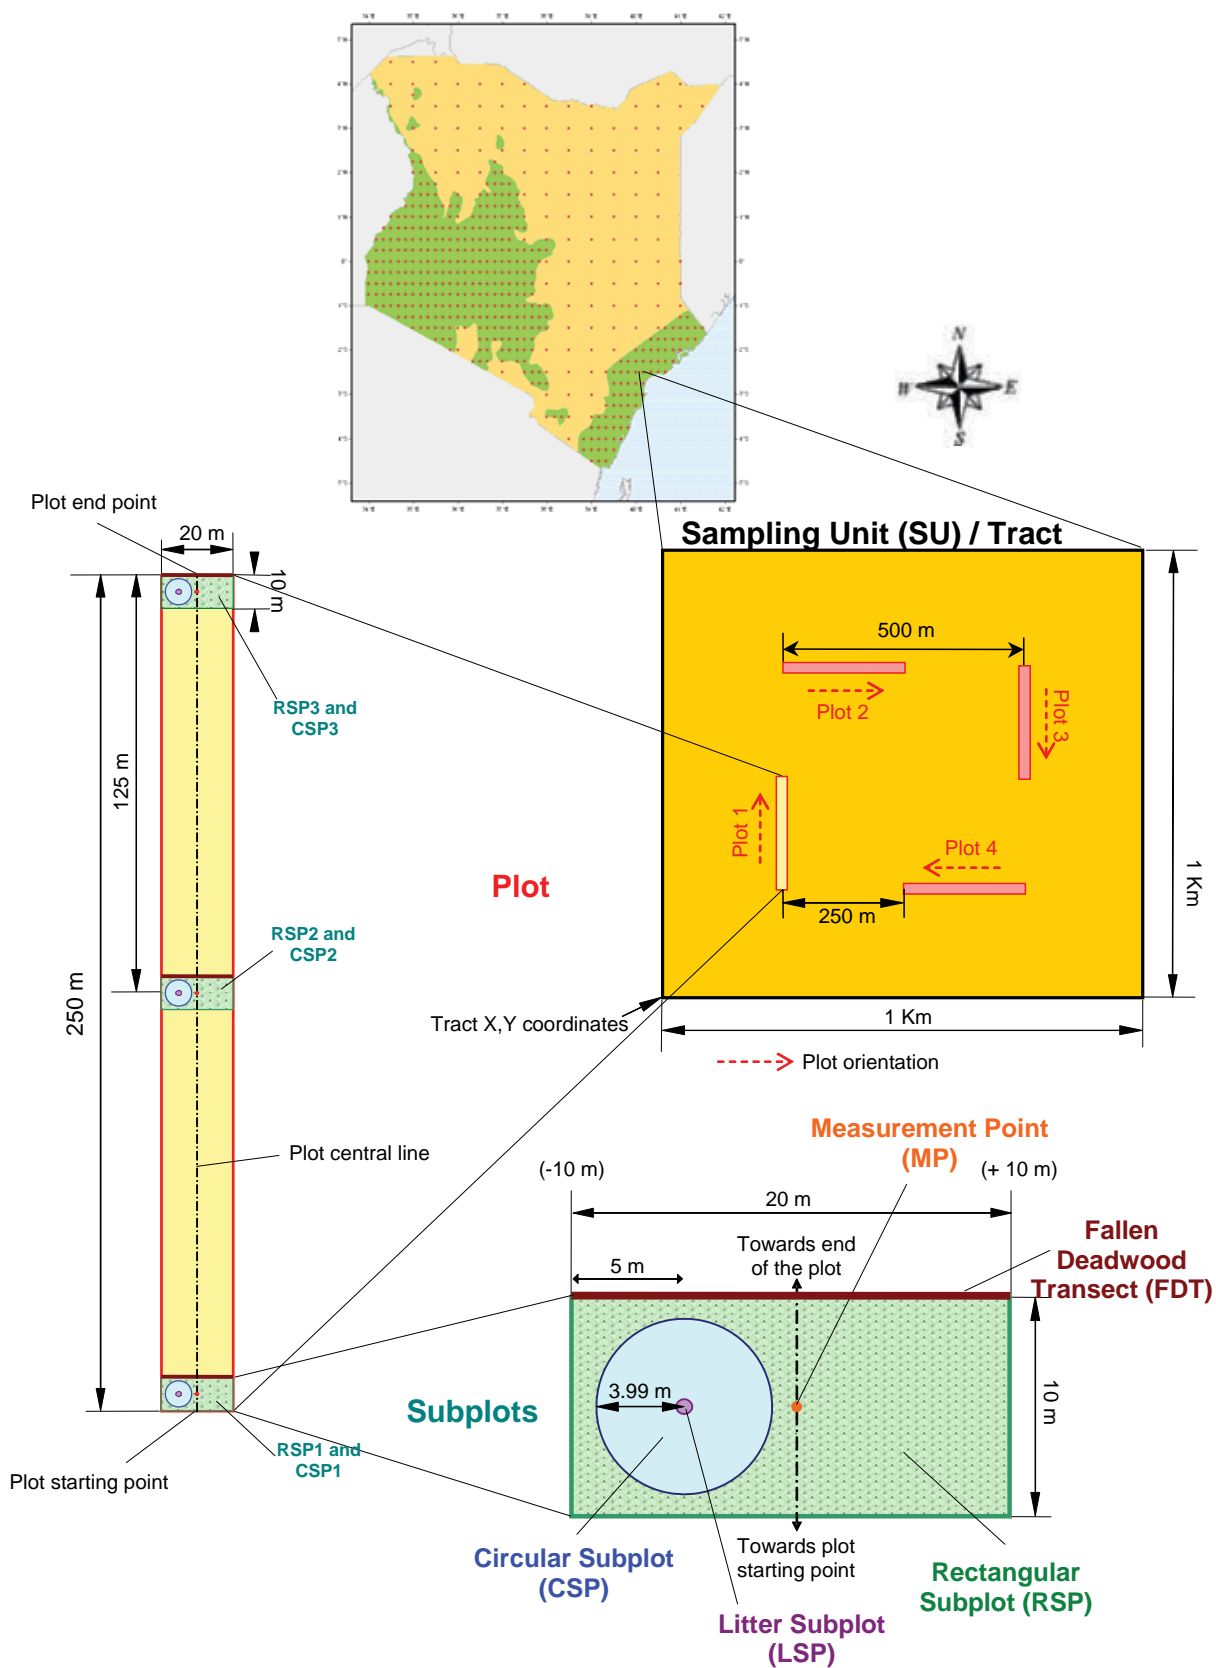 N
W
E
S
Plot end point
20 m
10 m
RSP3 and
CSP3
125 m
250 m
RSP2 and
CSP2
Plot central line
RSP1 and
CSP1
Plot starting point
Plot
Subplots
Sampling Unit (SU) / Tract
500 m
Plot 2
Plot 3
Plot 1
Plot 4
250 m
1 Km
Tract X,Y coordinates
1 Km
Plot orientation
Measurement Point
(MP)
(-10 m)
(+ 10 m)
20 m
Fallen
Deadwood
Transect (FDT)
Towards end
of the plot
5 m
3.99 m
10 m
Towards plot
starting point
Circular Subplot
(CSP)
Litter Subplot
(LSP)
Rectangular
Subplot (RSP)